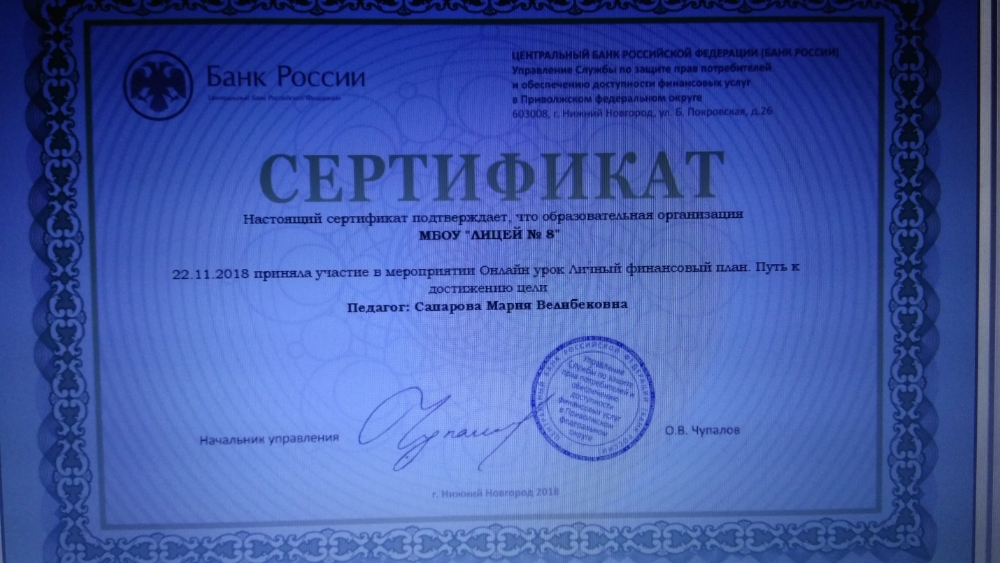 Банк России
Центральный банк Российской Федерации
ЦЕНТРАЛЬНЫЙ БАНК РОССИЙСКОЙ ФЕДЕРАЦИИ (БАНК РОССИИ)
Управление Службы по защите прав потребителей
и обеспечению доступности финансовых услуг
в Приволжском федеральном округе
603008, г. Нижний Новгород, ул. Б. Покровская, д.26
СЕРТИФИКАТ
Настоящий сертификат подтверждает, что образовательная организация
МБОУ "ЛИЦЕЙ № 8"
22.11.2018 приняла участие в мероприятии Онлайн урок Личный финансовый план. Путь к
достижению цели
Педагог: Сапарова Мария Велибековна
ЦЕНТРАЛЬНЫЙ БАНК РОССИЙСКОЙ ФЕДЕРАЦИИ (БАНК РОССИИ)
Управление
Службы по защите
прав потребителей и
обеспечению
доступности
финансовых услуг
в Приволжском
федеральном
округе
Начальник управления
О.В. Чупалов
г. Нижний Новгород 2018